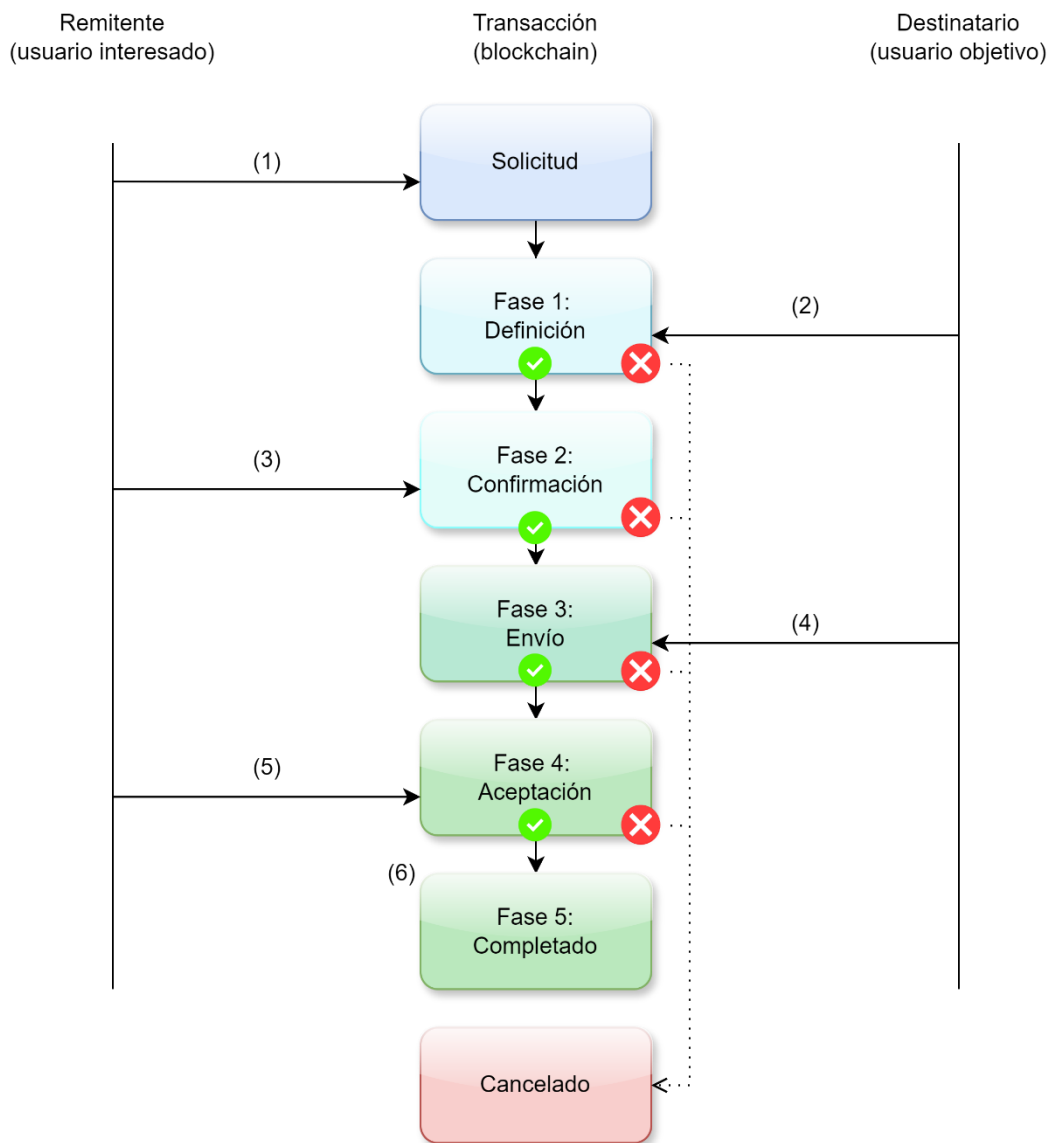 Remitente
(usuario interesado)
Transacción
(blockchain)
Destinatario
(usuario objetivo)
(1)
Solicitud
Fase 1:
Definición
(2)
(3)
Fase 2:
Confirmación
Fase 3:
Envío
(4)
(5)
Fase 4:
Aceptación
(6)
Fase 5:
Completado
Cancelado